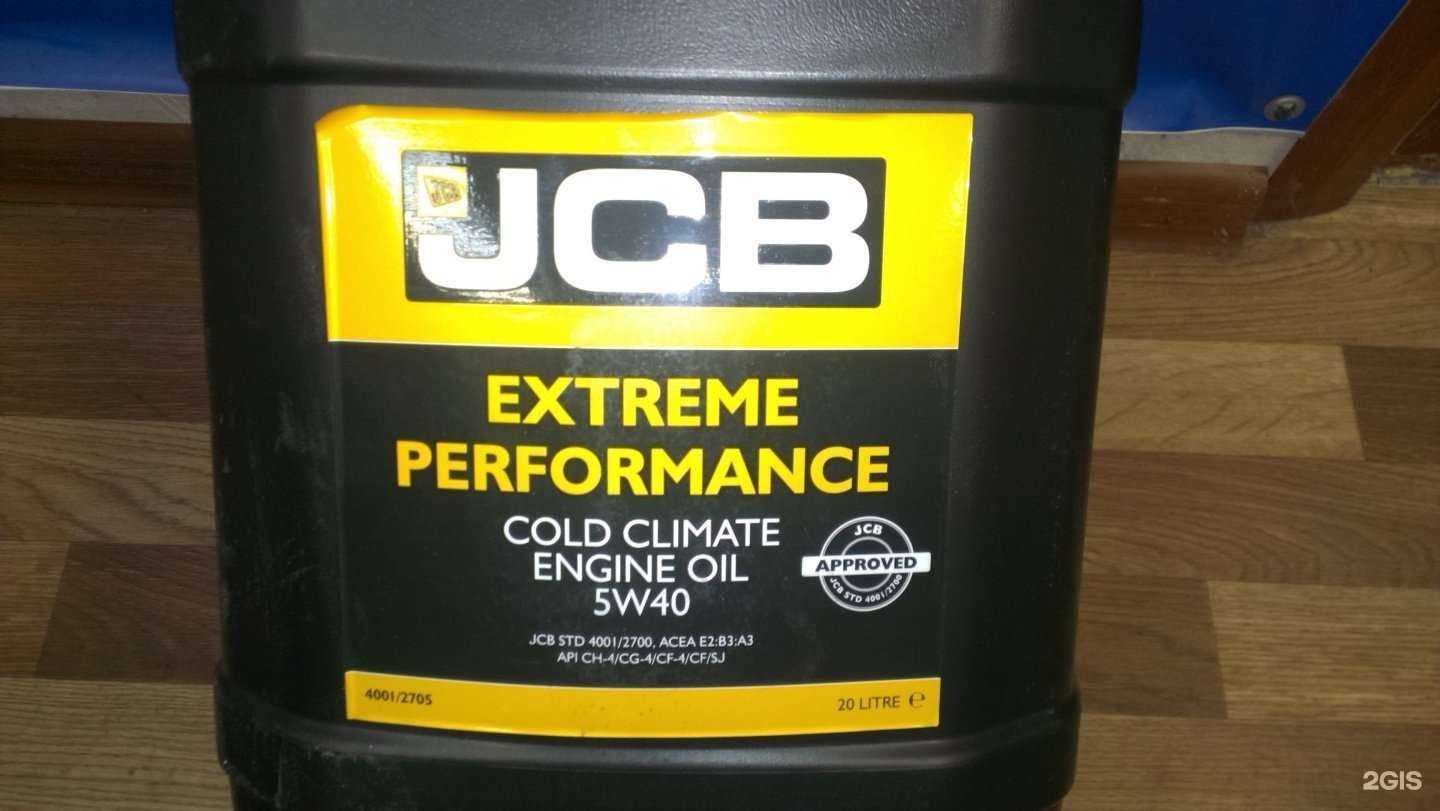 JCB
JCB
EXTREME
PERFORMANCE
COLD CLIMATE
ENGINE OIL
5W40
JCB
APPROVED
JCB STD 4001/2700
JCB STD 4001/2700, ACEA E2:B3:A3
API CH-4/CG-4/CF-4/CF/SJ
4001/2705
20 LITRE ℮
2GIS